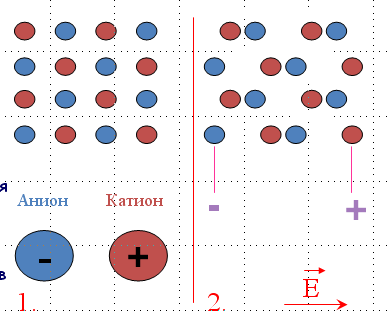 я
Анион Катион
- +
- +
в
1. 2. E